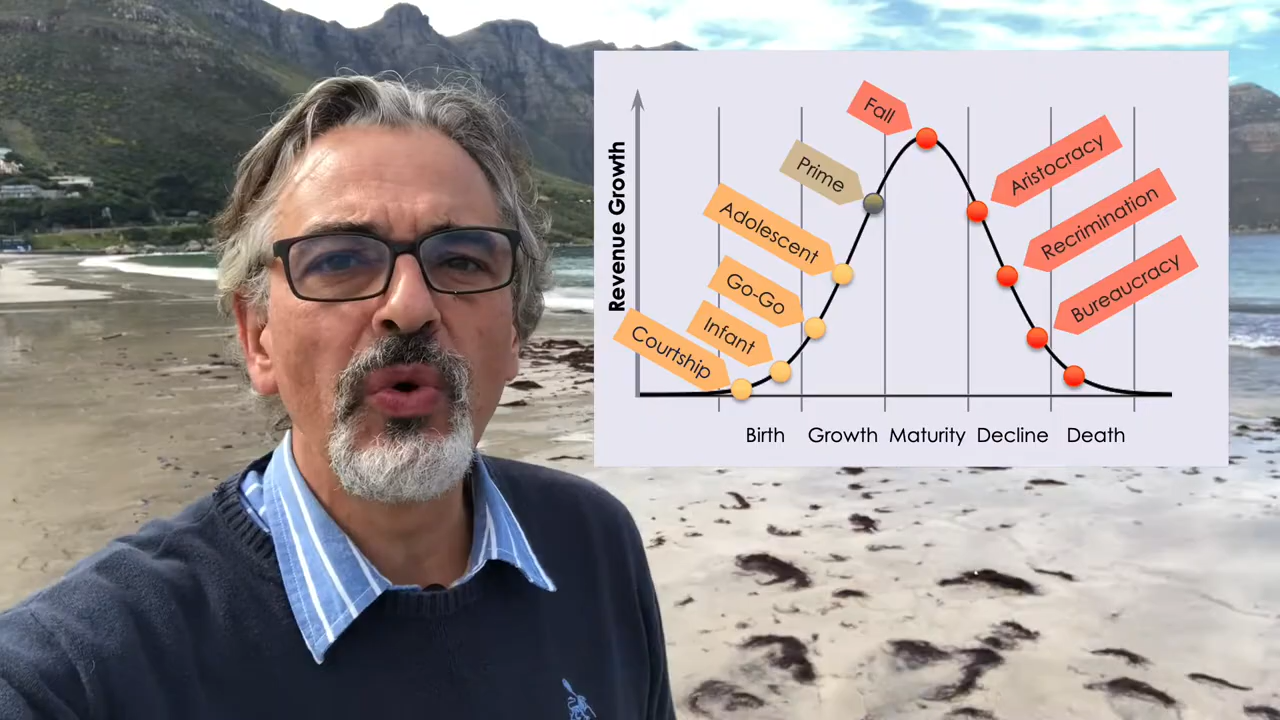 Fall
Prime
Aristocracy
Adolescent
Recrimination
Go-Go
Bureaucracy
Infant
Courtship
Revenue Growth
Birth Growth Maturity Decline Death